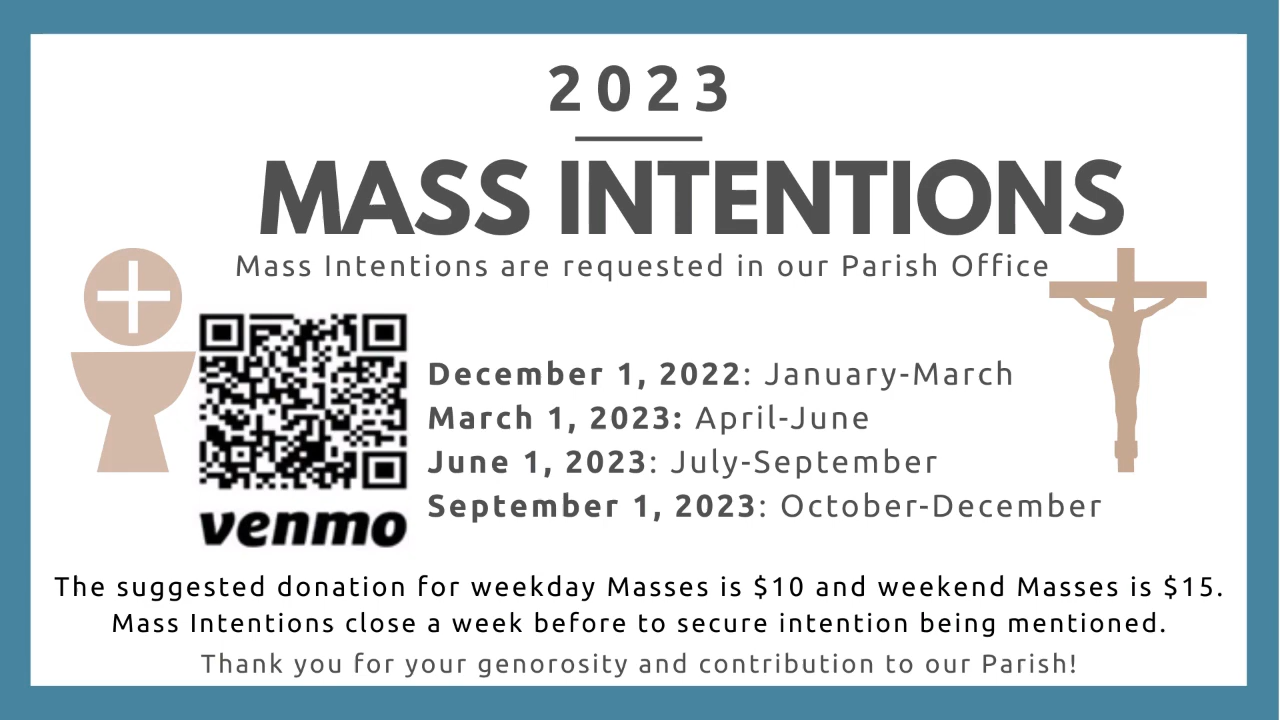 2023
MASS INTENTIONS
Mass Intentions are requested in our Parish Office
December 1, 2022: January-March
March 1, 2023: April-June
June 1, 2023: July-September
September 1, 2023: October-December
venmo
The suggested donation for weekday Masses is $10 and weekend Masses is $15.
Mass Intentions close a week before to secure intention being mentioned.
Thank you for your genorosity and contribution to our Parish!